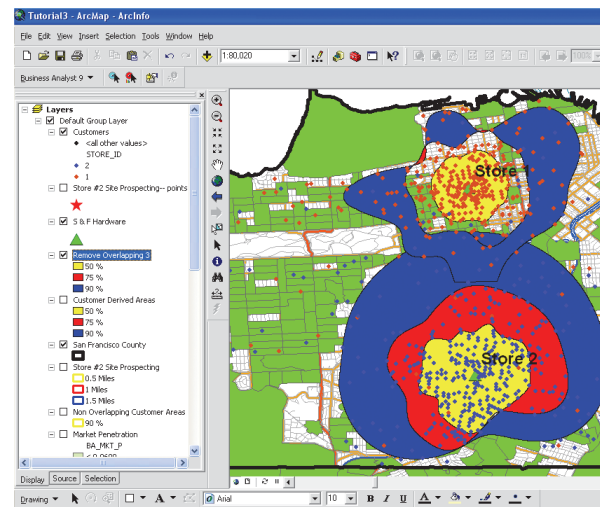 Tutorial3 - ArcMap - ArcInfo
File Edit View Insert Selection Tools Window Help
1:80,020
100%
Business Analyst 9
Layers
Default Group Layer
Customers
<all other values>
STORE_ID
2
1
Store #2 Site Prospecting-- points
S & F Hardware
Remove Overlapping 3
50 %
75 %
90 %
Customer Derived Areas
50 %
75 %
90 %
San Francisco County
Store #2 Site Prospecting
0.5 Miles
1 Miles
1.5 Miles
Non Overlapping Customer Areas
90 %
Market Penetration
BA_MKT_P
Store 1
Store 2
Display Source Selection
Drawing A Arial 10 B I U A